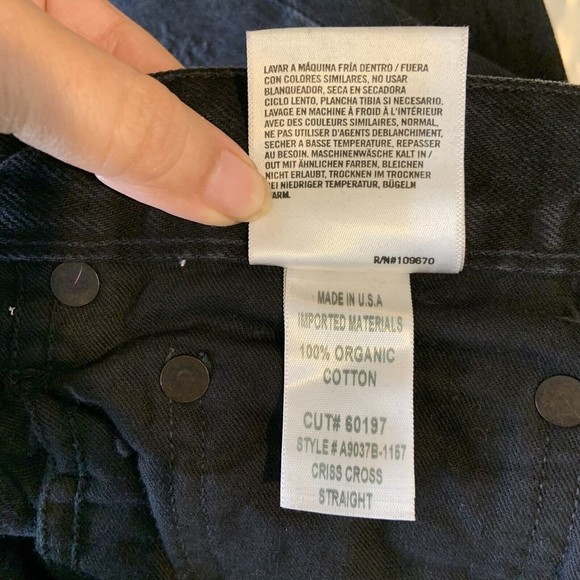 LAVAR A MÁQUINA FRÍA DENTRO / FUERA
CON COLORES SIMILARES, NO USAR
BLANQUEADOR, SECA EN SECADORA
CICLO LENTO, PLANCHA TIBIA SI NECESARIO.
LAVAGE EN MACHINE À FROID À L'INTÉRIEUR
AVEC DES COULEURS SIMILAIRES, NORMAL,
NE PAS UTILISER D'AGENTS DEBLANCHIMENT,
SECHER A BASSE TEMPERATURE, REPASSER
AU BESOIN. MASCHINENWÄSCHE KALT IN /
OUT MIT ÄHNLICHEN FARBEN, BLEICHEN
NICHT ERLAUBT, TROCKNEN IM TROCKNER
EI NIEDRIGER TEMPERATUR, BÜGELN
ARM.
R/N#109670
MADE IN U.S.A
IMPORTED MATERIALS
100% ORGANIC
COTTON
CUT# 60197
STYLE # A9037B-1157
CRISS CROSS
STRAIGHT